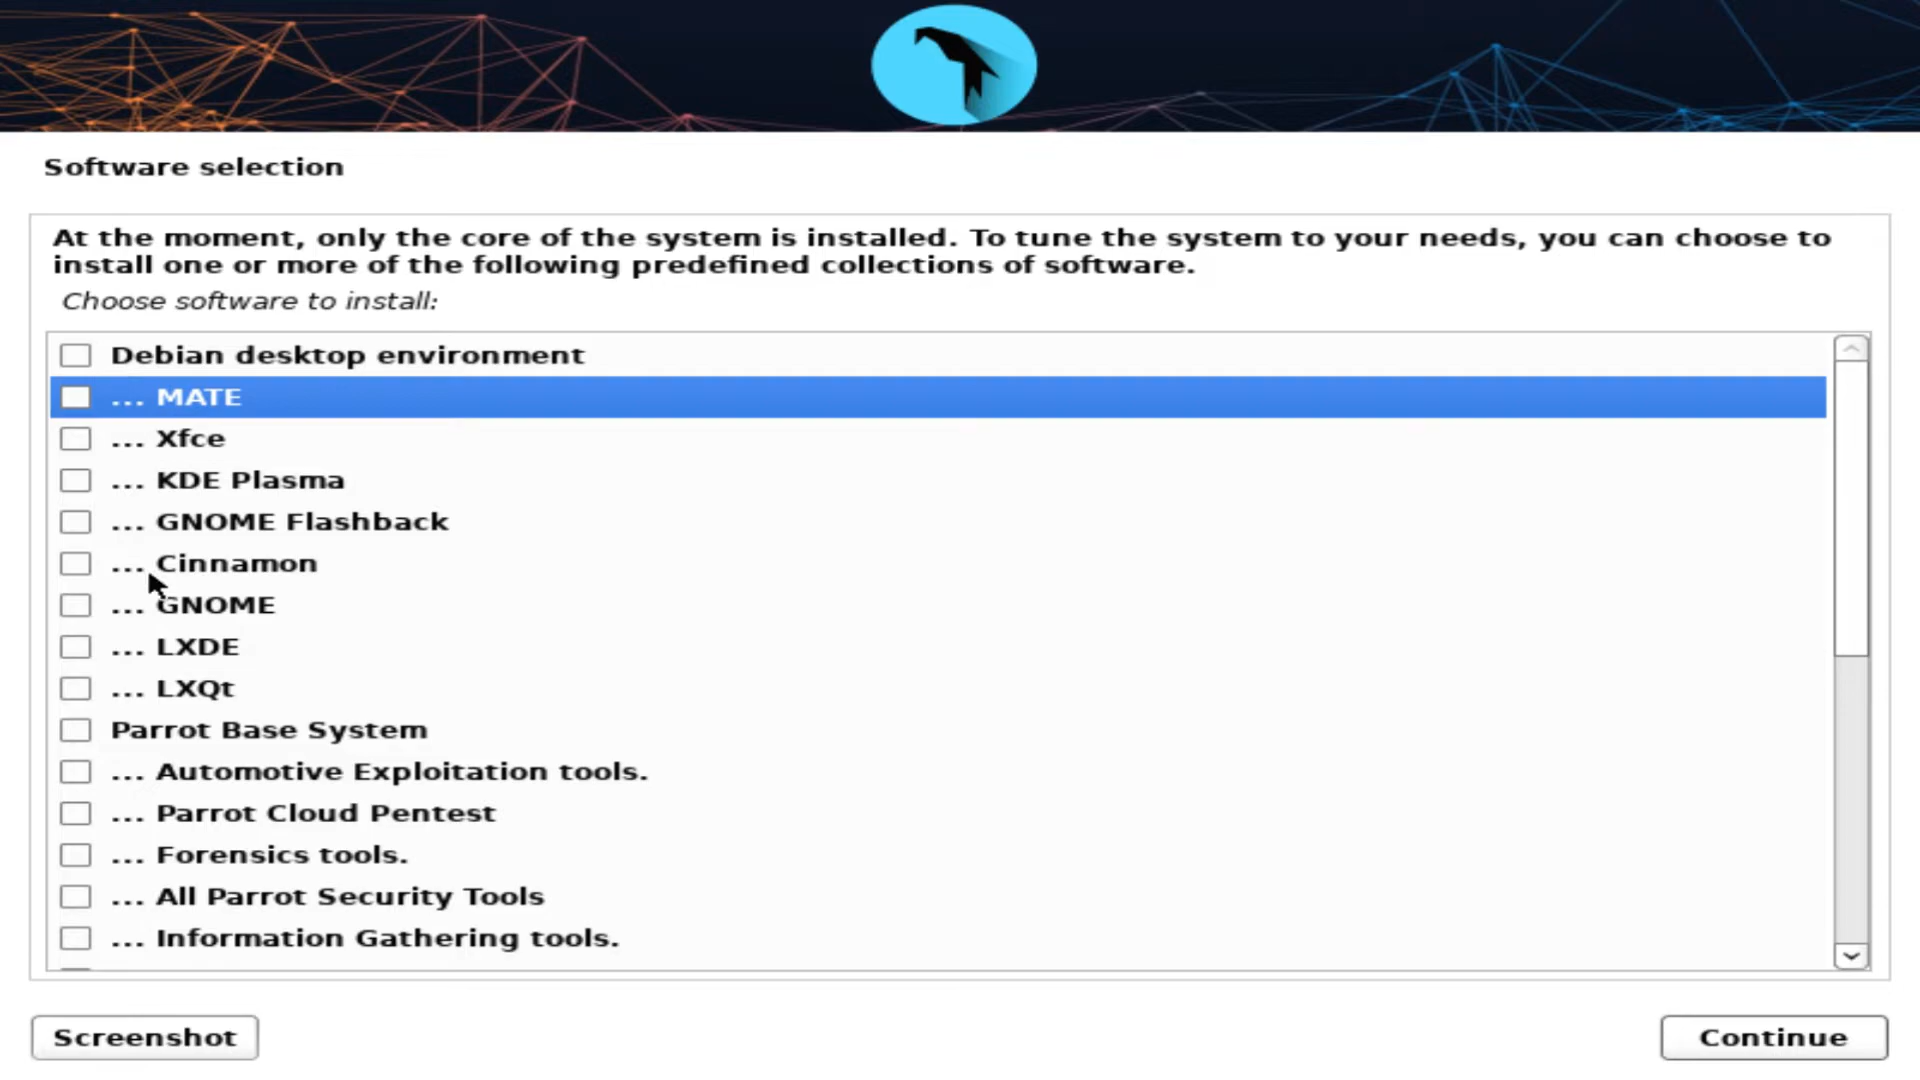 Software selection
At the moment, only the core of the system is installed. To tune the system to your needs, you can choose to
install one or more of the following predefined collections of software.
Choose software to install:
Debian desktop environment
... MATE
... Xfce
... KDE Plasma
... GNOME Flashback
... Cinnamon
... GNOME
... LXDE
... LXQt
Parrot Base System
... Automotive Exploitation tools.
... Parrot Cloud Pentest
... Forensics tools.
... All Parrot Security Tools
... Information Gathering tools.
Screenshot
Continue